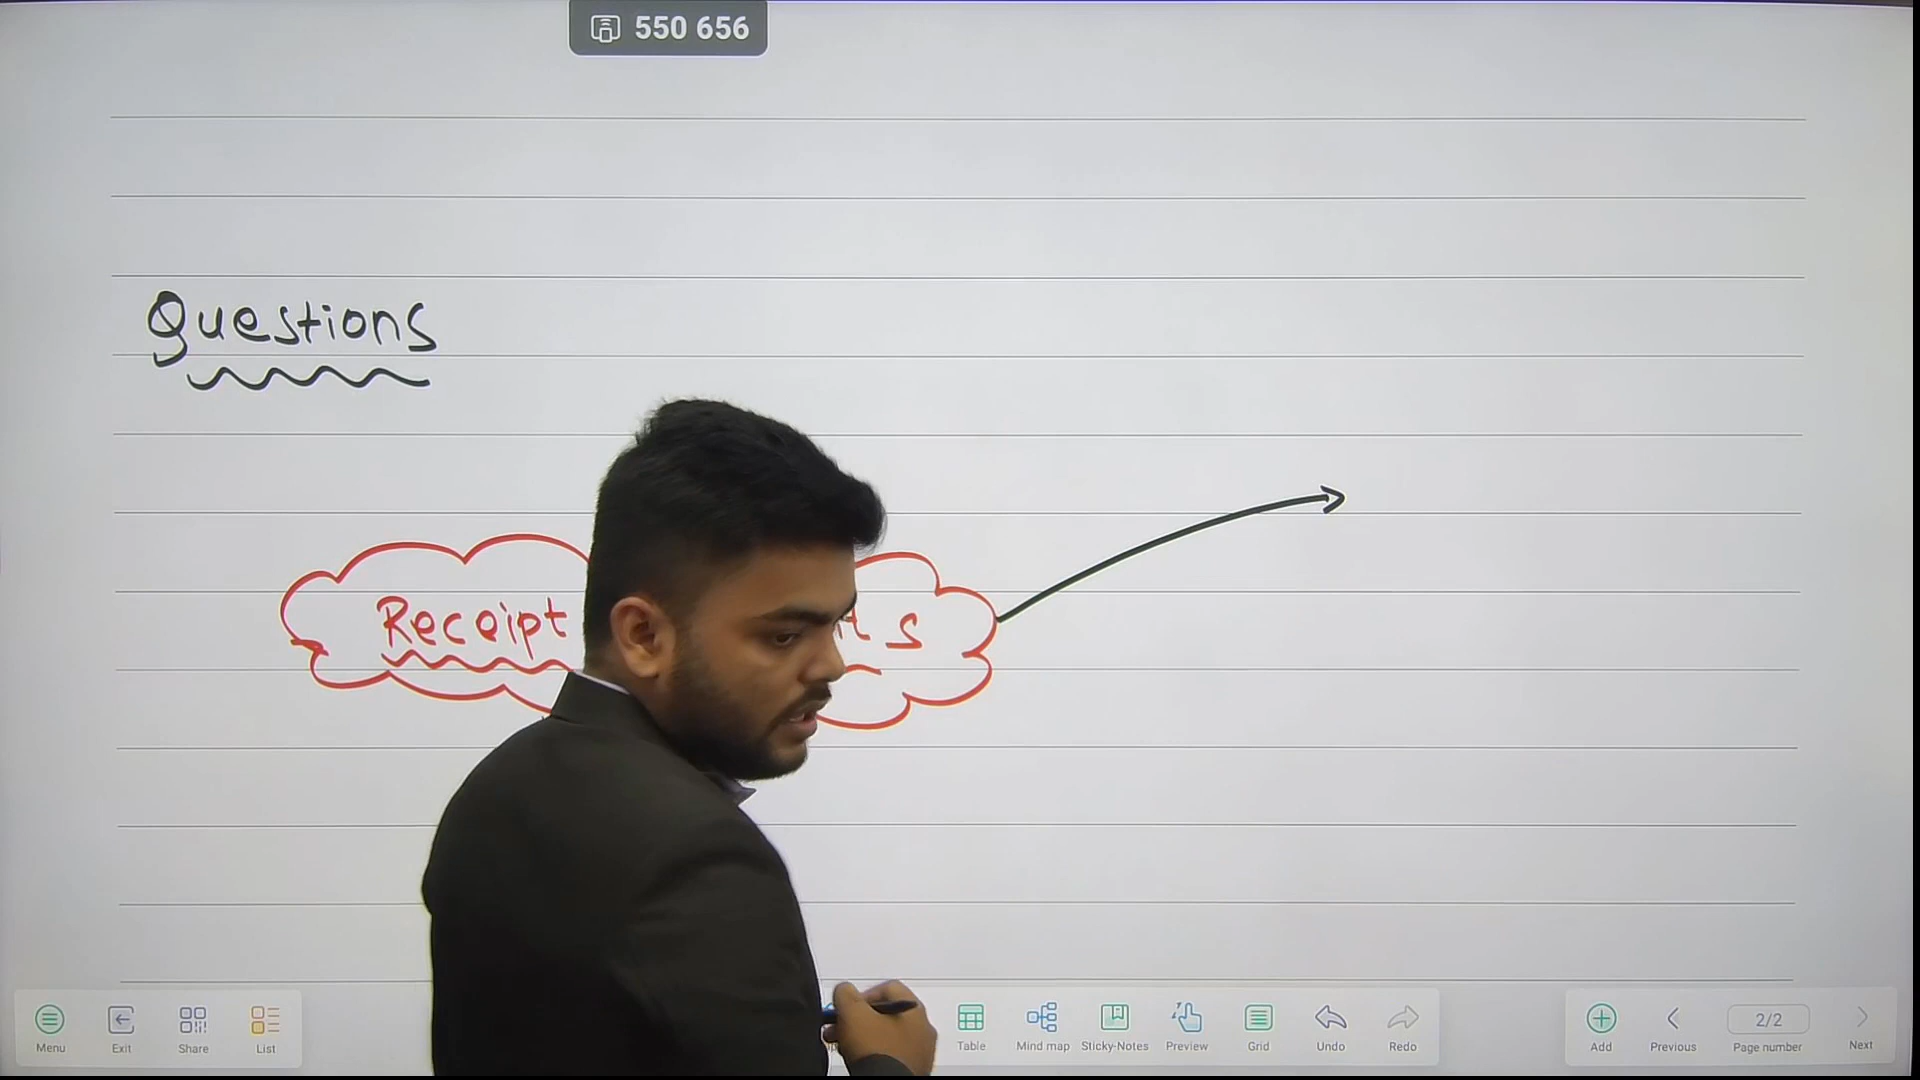 550 656
Questions
Receipt s
Menu Exit Share List Table Mind map Sticky-Notes Preview Grid Undo Redo Add Previous 2/2 Page number Next